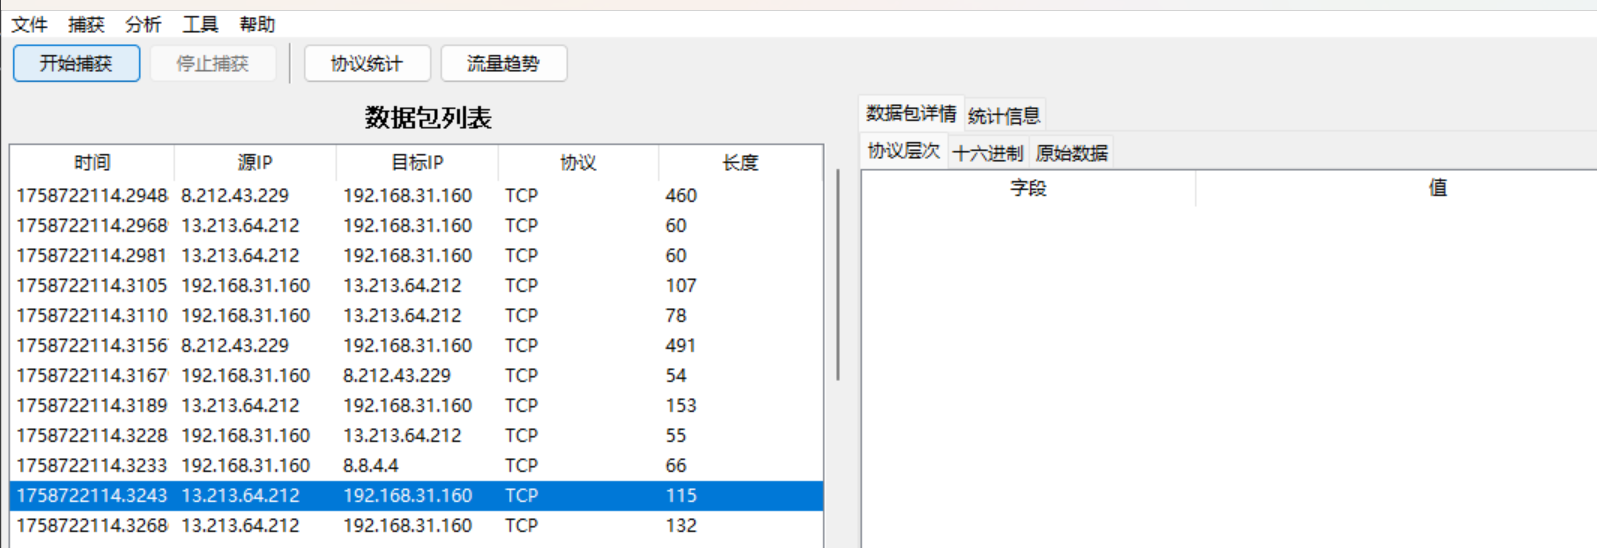 文件 捕获 分析 工具 帮助
开始捕获 停止捕获 协议统计 流量趋势
数据包列表
时间 源IP 目标IP 协议 长度
1758722114.2948 8.212.43.229 192.168.31.160 TCP 460
1758722114.2968 13.213.64.212 192.168.31.160 TCP 60
1758722114.2981 13.213.64.212 192.168.31.160 TCP 60
1758722114.3105 192.168.31.160 13.213.64.212 TCP 107
1758722114.3110 192.168.31.160 13.213.64.212 TCP 78
1758722114.3156 8.212.43.229 192.168.31.160 TCP 491
1758722114.3167 192.168.31.160 8.212.43.229 TCP 54
1758722114.3189 13.213.64.212 192.168.31.160 TCP 153
1758722114.3228 192.168.31.160 13.213.64.212 TCP 55
1758722114.3233 192.168.31.160 8.8.4.4 TCP 66
1758722114.3243 13.213.64.212 192.168.31.160 TCP 115
1758722114.3268 13.213.64.212 192.168.31.160 TCP 132
数据包详情 统计信息
协议层次 十六进制 原始数据
字段 值